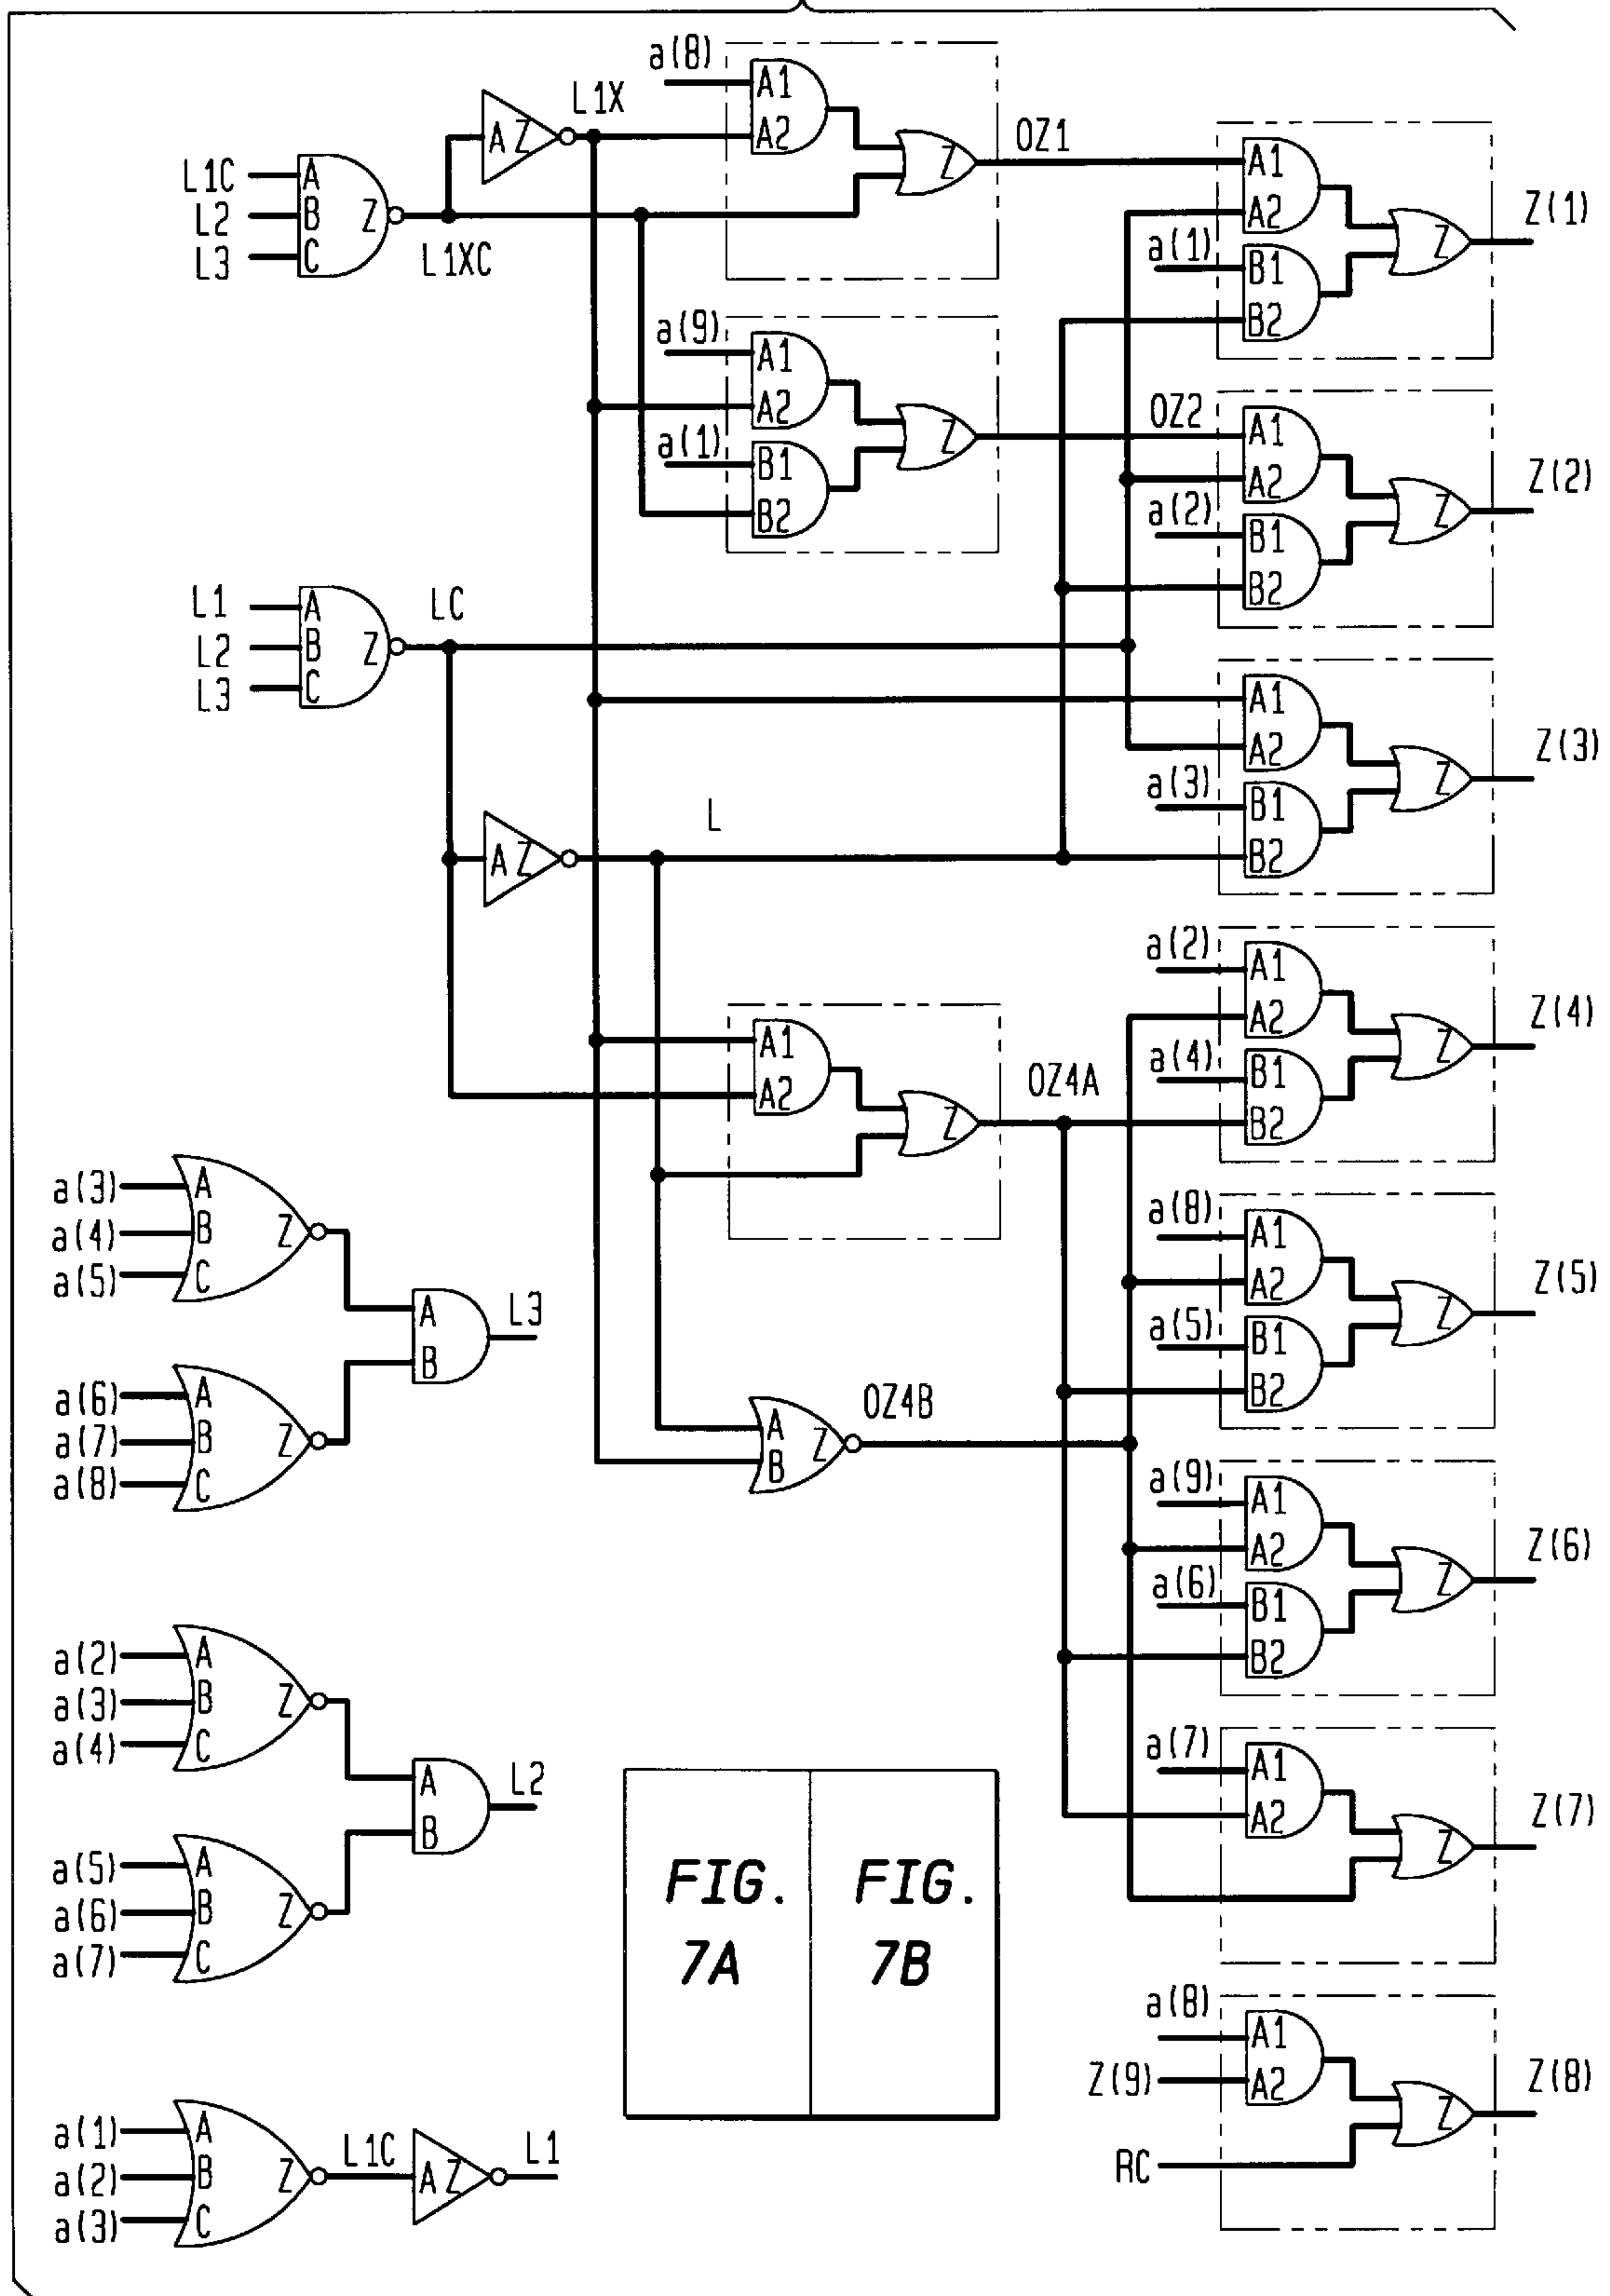 a(8)
A1
A2
Z
L1X
A Z
L1C
L2
L3
A
B
C
Z
L1XC
OZ1
A1
A2
a(1)
B1
B2
Z
Z(1)
a(9)
A1
A2
a(1)
B1
B2
Z
OZ2
A1
A2
a(2)
B1
B2
Z
Z(2)
L1
L2
L3
A
B
C
Z
LC
A1
A2
a(3)
B1
B2
Z
Z(3)
A Z
L
A1
A2
Z
OZ4A
a(2)
A1
A2
a(4)
B1
B2
Z
Z(4)
a(3)
a(4)
a(5)
A
B
C
Z
a(6)
a(7)
a(8)
A
B
C
Z
A
B
L3
A
B
Z
OZ4B
a(8)
A1
A2
a(5)
B1
B2
Z
Z(5)
a(9)
A1
A2
a(6)
B1
B2
Z
Z(6)
a(2)
a(3)
a(4)
A
B
C
Z
a(5)
a(6)
a(7)
A
B
C
Z
A
B
L2
FIG.
7A
FIG.
7B
a(7)
A1
A2
Z
Z(7)
a(8)
Z(9)
A1
A2
RC
Z
Z(8)
a(1)
a(2)
a(3)
A
B
C
Z
L1C
A Z
L1